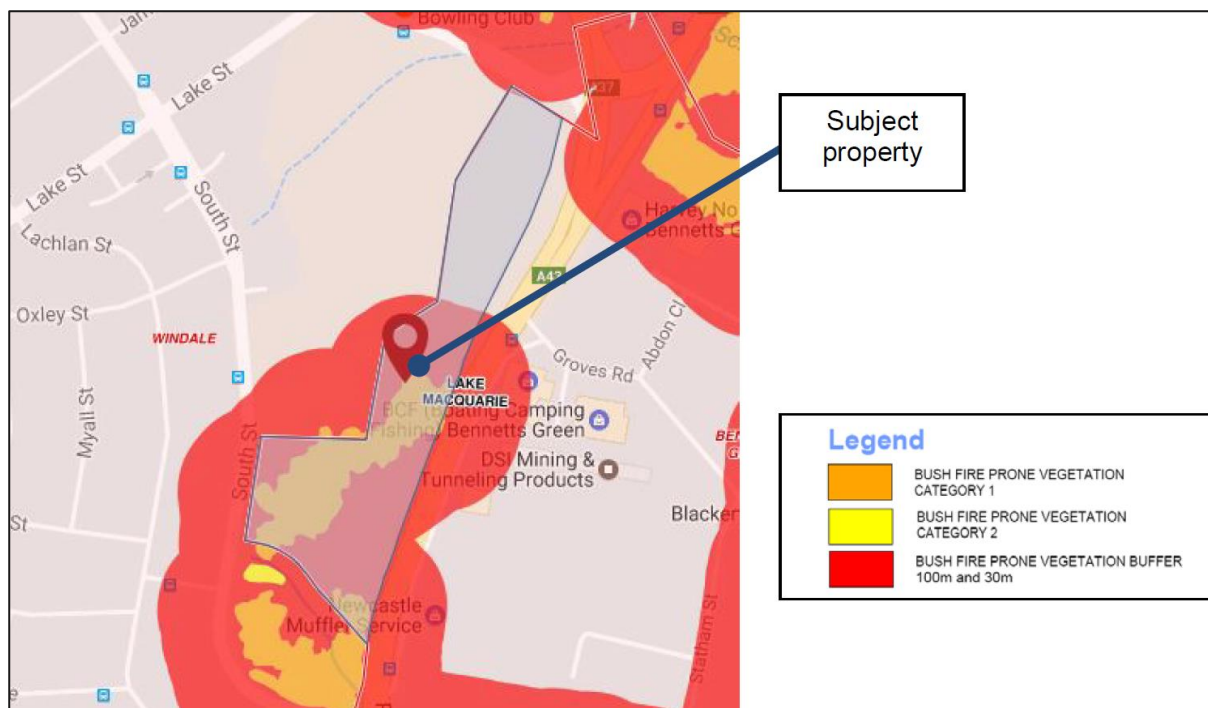 Bowling Club
Lake St
A37
South St
Lake St
Lachlan St
Oxley St
WINDALE
Myall St
A43
Groves Rd
Abdon Cl
LAKE
MACQUARIE
BCF (Boating Camping
Fishing) Bennetts Green
DSI Mining &
Tunneling Products
South St
Newcastle
Muffler Service
Statham St
St
Subject
property
Legend
BUSH FIRE PRONE VEGETATION
CATEGORY 1
BUSH FIRE PRONE VEGETATION
CATEGORY 2
BUSH FIRE PRONE VEGETATION BUFFER
100m and 30m